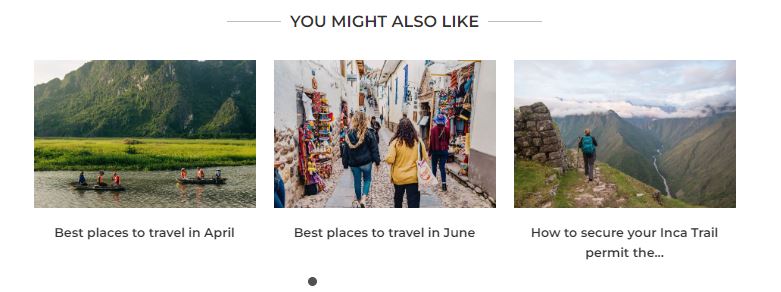 YOU MIGHT ALSO LIKE
Best places to travel in April
Best places to travel in June
How to secure your Inca Trail
permit the...